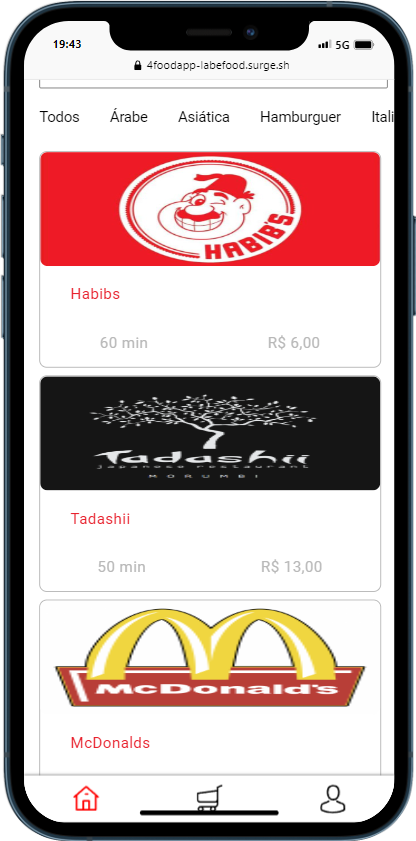 19:43
5G
4foodapp-labefood.surge.sh
Todos Árabe Asiática Hamburguer Itali
HABIB'S
Habibs
60 min R$ 6,00
Tadashii
japanese restaurant
MORUMBI
Tadashii
50 min R$ 13,00
McDonald's
McDonalds